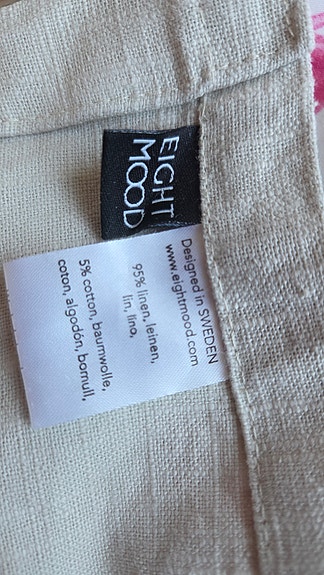 EIGHT
MOOD
Designed in SWEDEN
www.eightmood.com
95% linen, leinen,
lin, lino,
5% cotton, baumwolle,
coton, algodón, bomull,